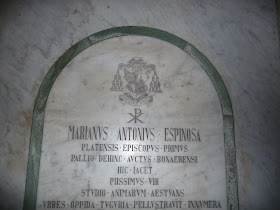 MARIANVS ANTONIVS ESPINOSA
PLATENSIS • EPISCOPVS • PRIMVS
PALLIO • DEHINC • AVCTVS • BONAERENSI
HIC • IACET
PIISSIMVS • VIR
STVDIO • ANIMARVM • AESTVANS
VRBES • OPPIDA • TVGVRIA • PELLVSTRAVIT • INNVMERA